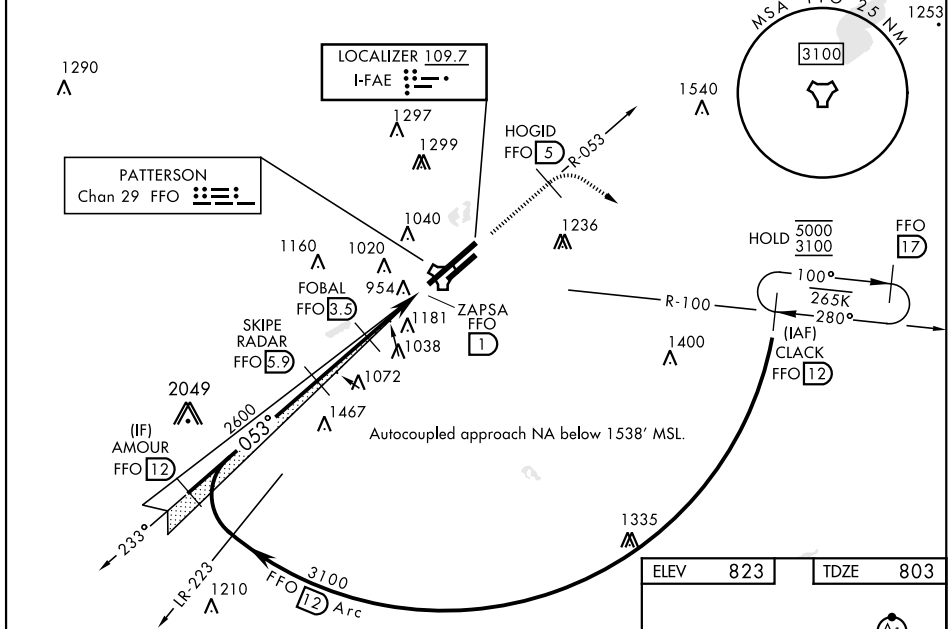 MSA FFO 25 NM
1253
3100
1290
LOCALIZER 109.7
I-FAE
1540
1297
1299
HOGID
FFO 5
R-053
PATTERSON
Chan 29 FFO
1040
1236
HOLD 5000
3100
FFO
17
1160
1020
954
100°
265K
280°
FOBAL
FFO 3.5
R-100
1181
ZAPSA
FFO
1
(IAF)
CLACK
FFO 12
SKIPE
RADAR
FFO 5.9
1038
1400
1072
2049
2600
053°
1467
Autocoupled approach NA below 1538' MSL.
(IF)
AMOUR
FFO 12
233°
1335
LR-223
1210
3100
FFO 12 Arc
ELEV 823
TDZE 803